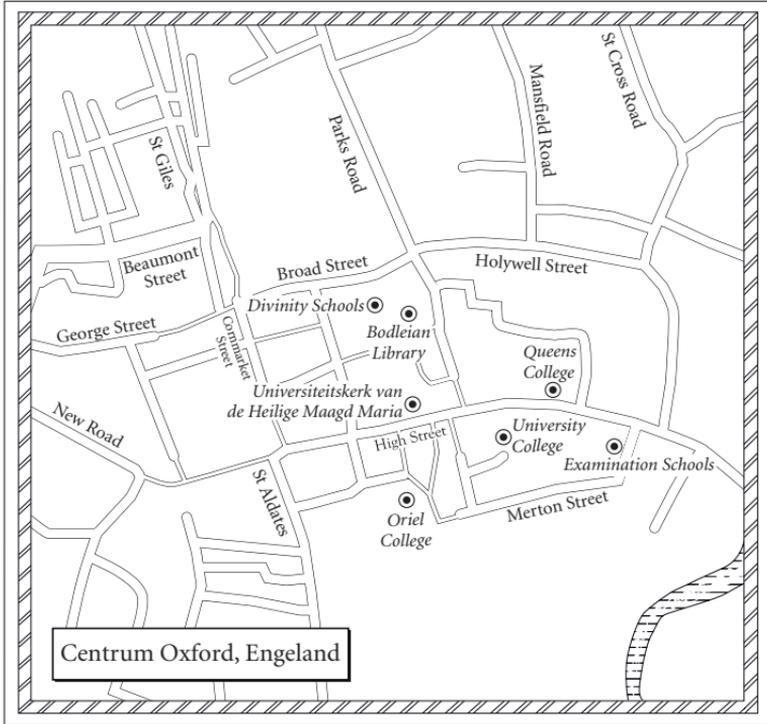 St Cross Road
Mansfield Road
Parks Road
St Giles
Beaumont
Street
Broad Street
Holywell Street
Divinity Schools
Bodleian
Library
George Street
Cornmarket
Street
Queens
College
Universiteitskerk van
de Heilige Maagd Maria
New Road
High Street
University
College
Examination Schools
St Aldates
Oriel
College
Merton Street
Centrum Oxford, Engeland